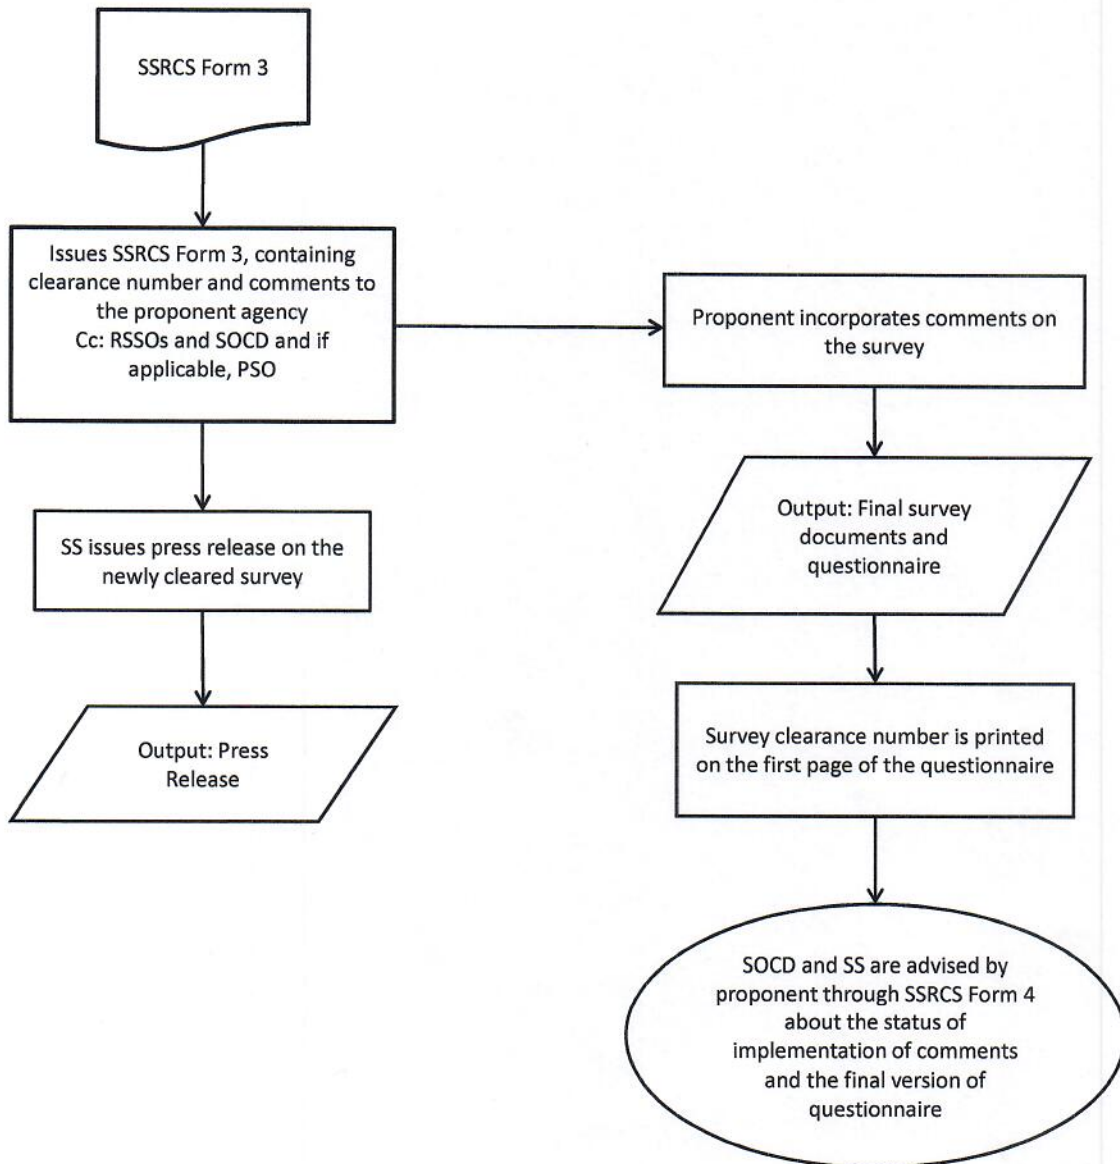 SSRCS Form 3
Issues SSRCS Form 3, containing
clearance number and comments to
the proponent agency
Cc: RSSOs and SOCD and if
applicable, PSO
SS issues press release on the
newly cleared survey
Output: Press
Release
Proponent incorporates comments on
the survey
Output: Final survey
documents and
questionnaire
Survey clearance number is printed
on the first page of the questionnaire
SOCD and SS are advised by
proponent through SSRCS Form 4
about the status of
implementation of comments
and the final version of
questionnaire